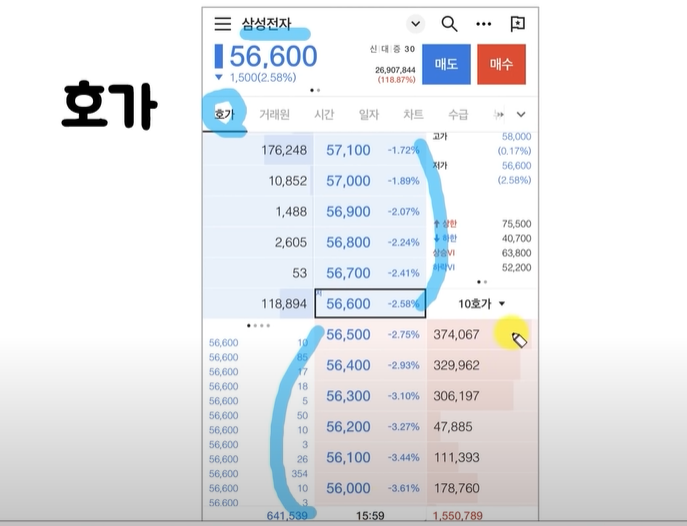 호가
삼성전자
56,600
▼ 1,500(2.58%)
신 대 증 30
26,907,844
(118.87%)
매도
매수
호가 거래원 시간 일자 차트 수급
176,248 57,100 -1.72%
10,852 57,000 -1.89%
1,488 56,900 -2.07%
2,605 56,800 -2.24%
53 56,700 -2.41%
118,894 56,600 -2.58%
고가 58,000
(0.17%)
저가 56,600
(2.58%)
↑ 상한 75,500
↓ 하한 40,700
상승VI 63,800
하락VI 52,200
10호가 ▼
56,500 -2.75% 374,067
56,400 -2.93% 329,962
56,300 -3.10% 306,197
56,200 -3.27% 47,885
56,100 -3.44% 111,393
56,000 -3.61% 178,760
56,600 10
56,600 85
56,600 17
56,600 18
56,600 5
56,600 50
56,600 10
56,600 3
56,600 26
56,600 354
56,600 10
56,600 3
641,539 15:59 1,550,789